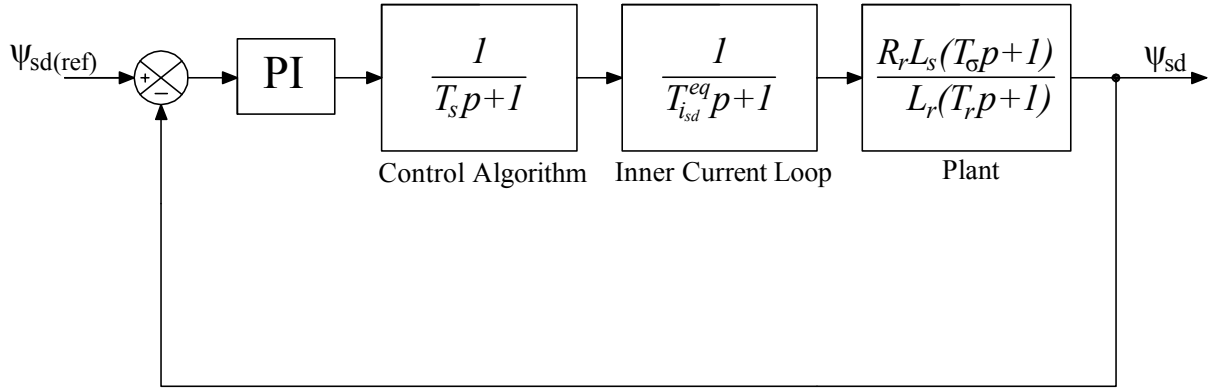 ψsd(ref)
+
−
PI
1
Tsp+1
Control Algorithm
1
T^eq_isd p+1
Inner Current Loop
RrLs(Tσp+1)
Lr(Trp+1)
Plant
ψsd